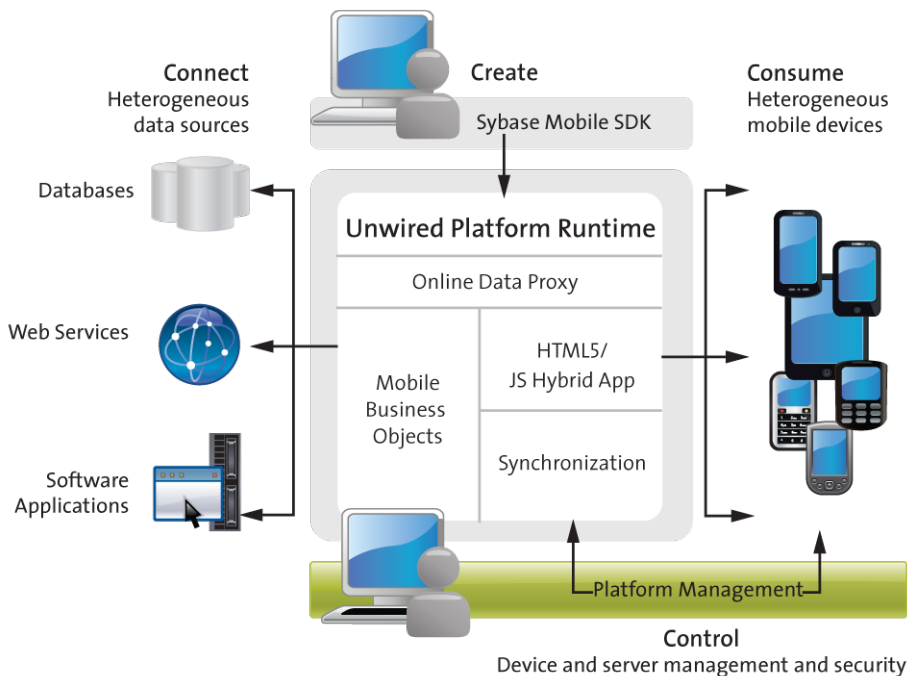 Connect
Heterogeneous
data sources
Databases
Web Services
Software
Applications
Create
Sybase Mobile SDK
Unwired Platform Runtime
Online Data Proxy
Mobile
Business
Objects
HTML5/
JS Hybrid App
Synchronization
Consume
Heterogeneous
mobile devices
Platform Management
Control
Device and server management and security